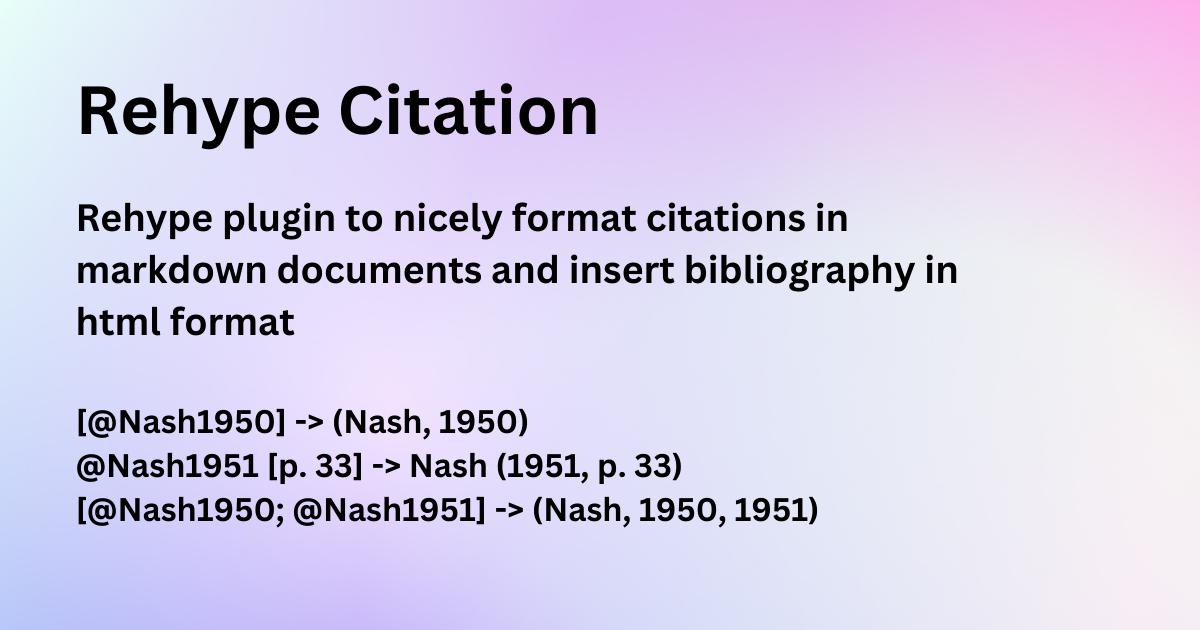 Rehype Citation
Rehype plugin to nicely format citations in
markdown documents and insert bibliography in
html format
[@Nash1950] -> (Nash, 1950)
@Nash1951 [p. 33] -> Nash (1951, p. 33)
[@Nash1950; @Nash1951] -> (Nash, 1950, 1951)